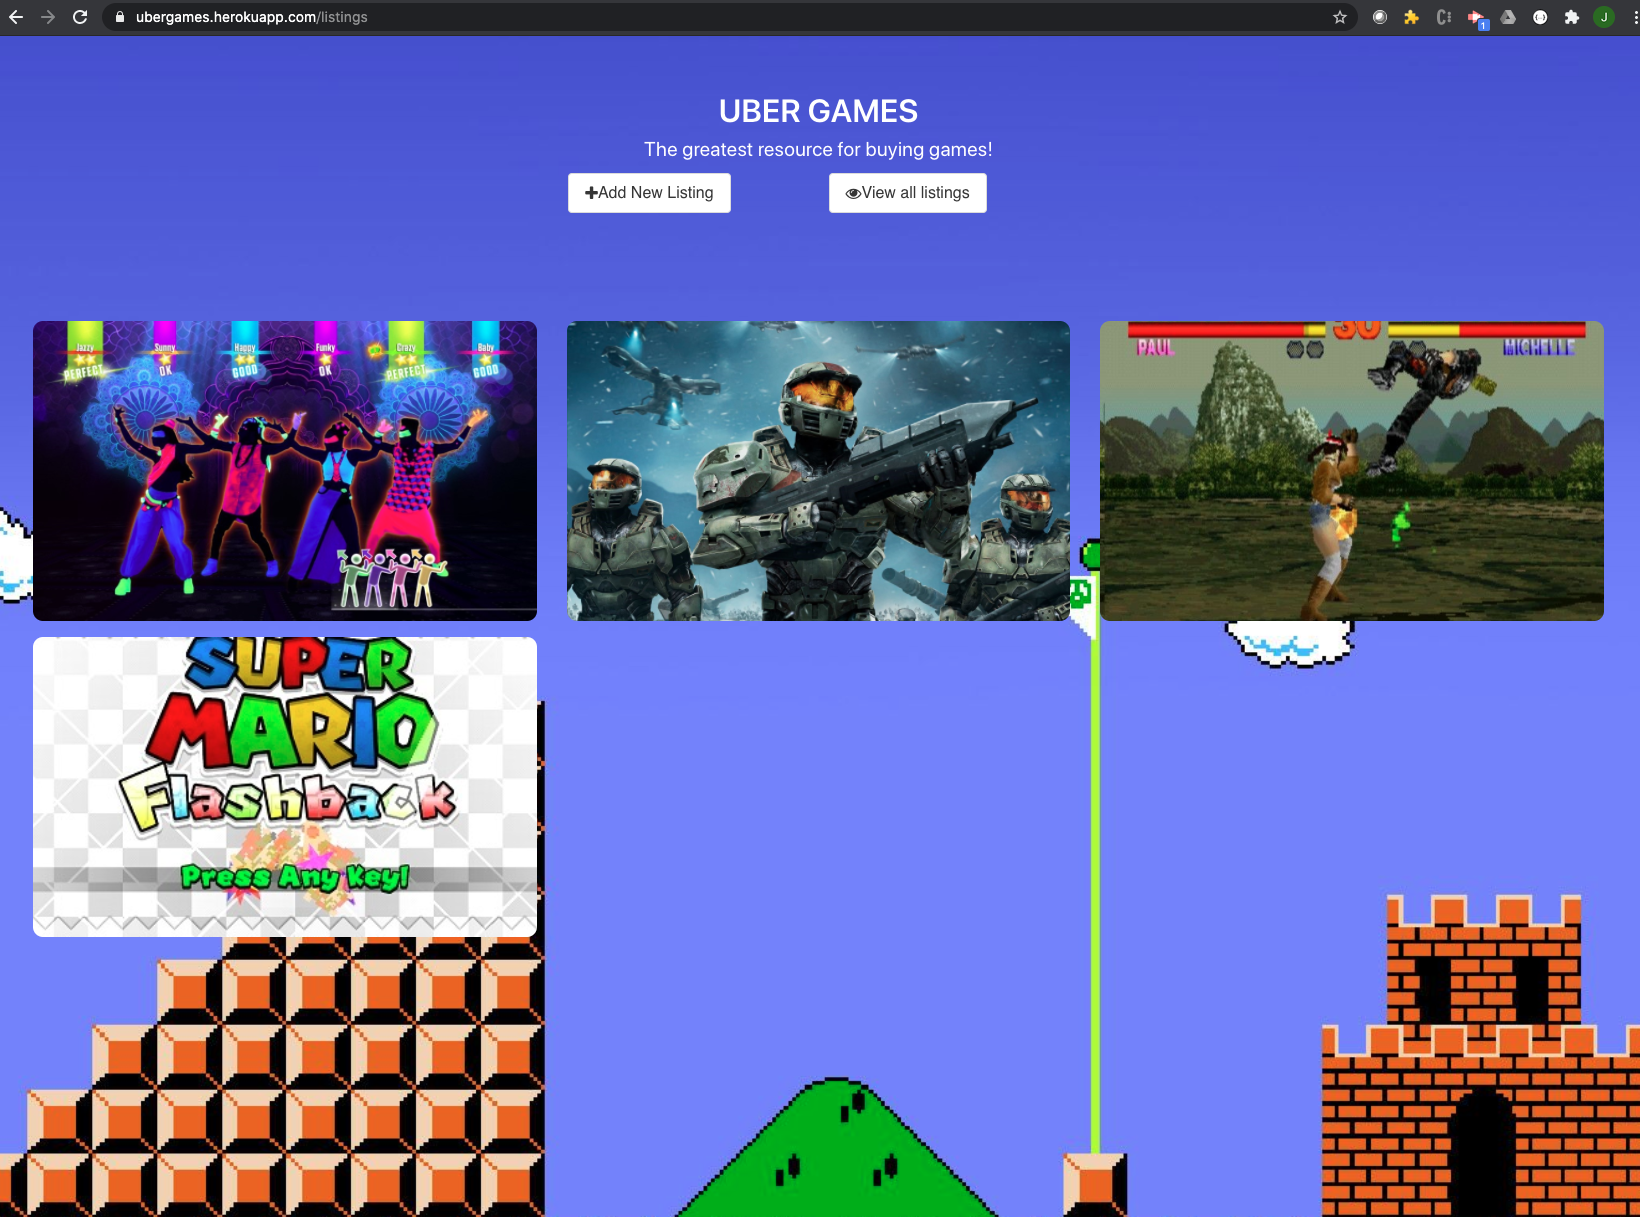 ubergames.herokuapp.com/listings
J
1
UBER GAMES
The greatest resource for buying games!
Add New Listing
View all listings
Jazzy Sunny Happy Funky Crazy Baby
PERFECT OK GOOD OK PERFECT GOOD
30
PAUL MICHELLE
SUPER
MARIO
Flashback
Press Any Key!